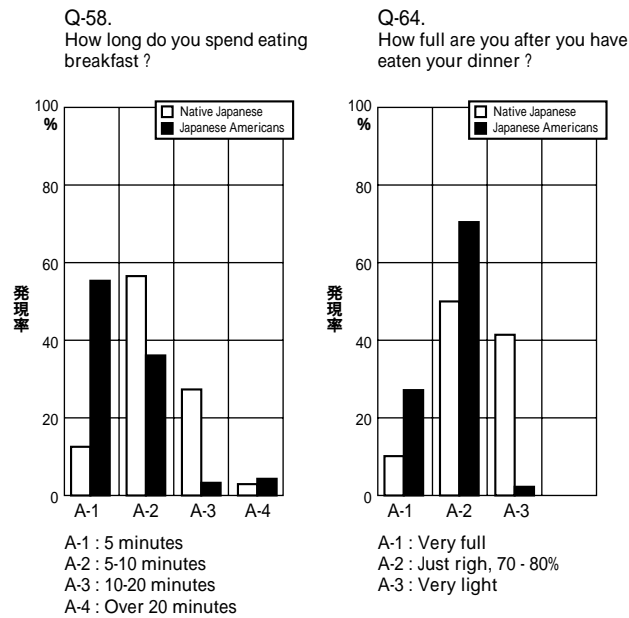 Q-58.
How long do you spend eating
breakfast ?
100
%
80
60
40
20
0
発現率
Native Japanese
Japanese Americans
A-1 A-2 A-3 A-4
A-1 : 5 minutes
A-2 : 5-10 minutes
A-3 : 10-20 minutes
A-4 : Over 20 minutes
Q-64.
How full are you after you have
eaten your dinner ?
100
%
80
60
40
20
0
発現率
Native Japanese
Japanese Americans
A-1 A-2 A-3
A-1 : Very full
A-2 : Just righ, 70 - 80%
A-3 : Very light